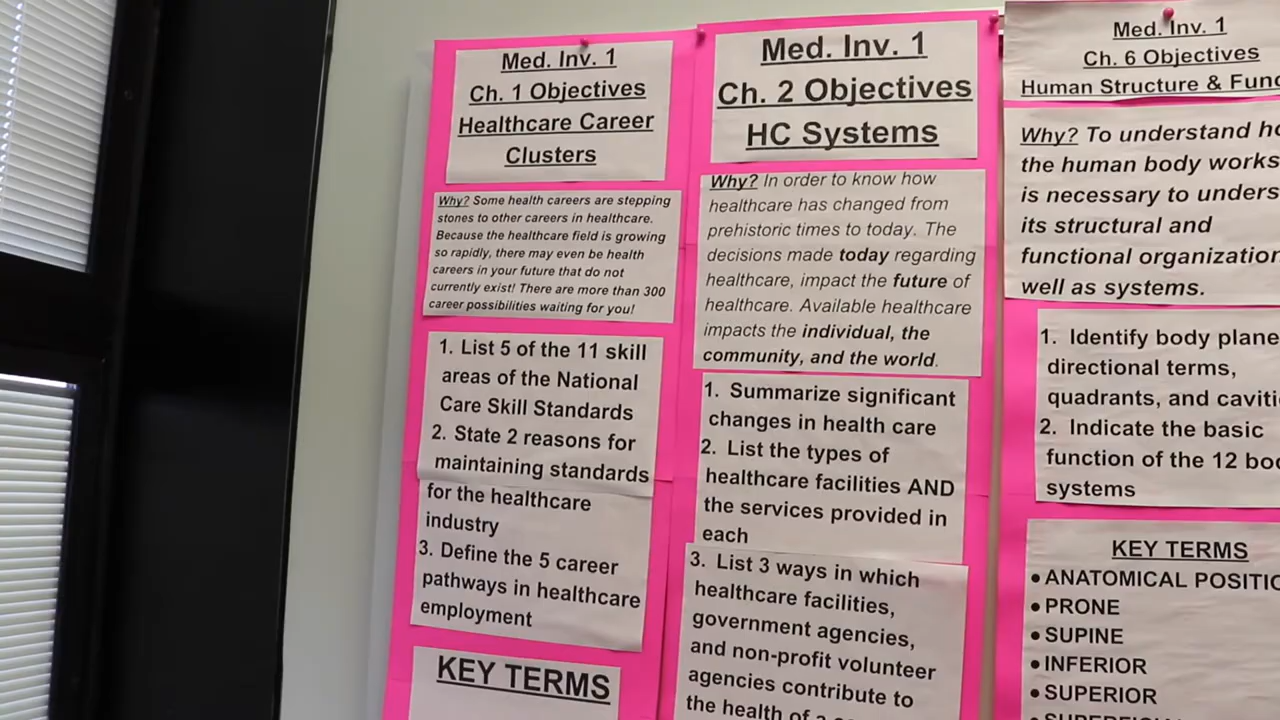 Med. Inv. 1
Ch. 1 Objectives
Healthcare Career
Clusters
Why? Some health careers are stepping
stones to other careers in healthcare.
Because the healthcare field is growing
so rapidly, there may even be health
careers in your future that do not
currently exist! There are more than 300
career possibilities waiting for you!
1. List 5 of the 11 skill
areas of the National
Care Skill Standards
2. State 2 reasons for
maintaining standards
for the healthcare
industry
3. Define the 5 career
pathways in healthcare
employment
KEY TERMS
Med. Inv. 1
Ch. 2 Objectives
HC Systems
Why? In order to know how
healthcare has changed from
prehistoric times to today. The
decisions made today regarding
healthcare, impact the future of
healthcare. Available healthcare
impacts the individual, the
community, and the world.
1. Summarize significant
changes in health care
2. List the types of
healthcare facilities AND
the services provided in
each
3. List 3 ways in which
healthcare facilities,
government agencies,
and non-profit volunteer
agencies contribute to
the health of a
Med. Inv. 1
Ch. 6 Objectives
Human Structure &
Why? To understand
the human body works
is necessary to
its structural and
functional
well as systems.
1. Identify body
directional terms,
quadrants, and
2. Indicate the basic
function of the 12
systems
KEY TERMS
• ANATOMICAL
• PRONE
• SUPINE
• INFERIOR
• SUPERIOR